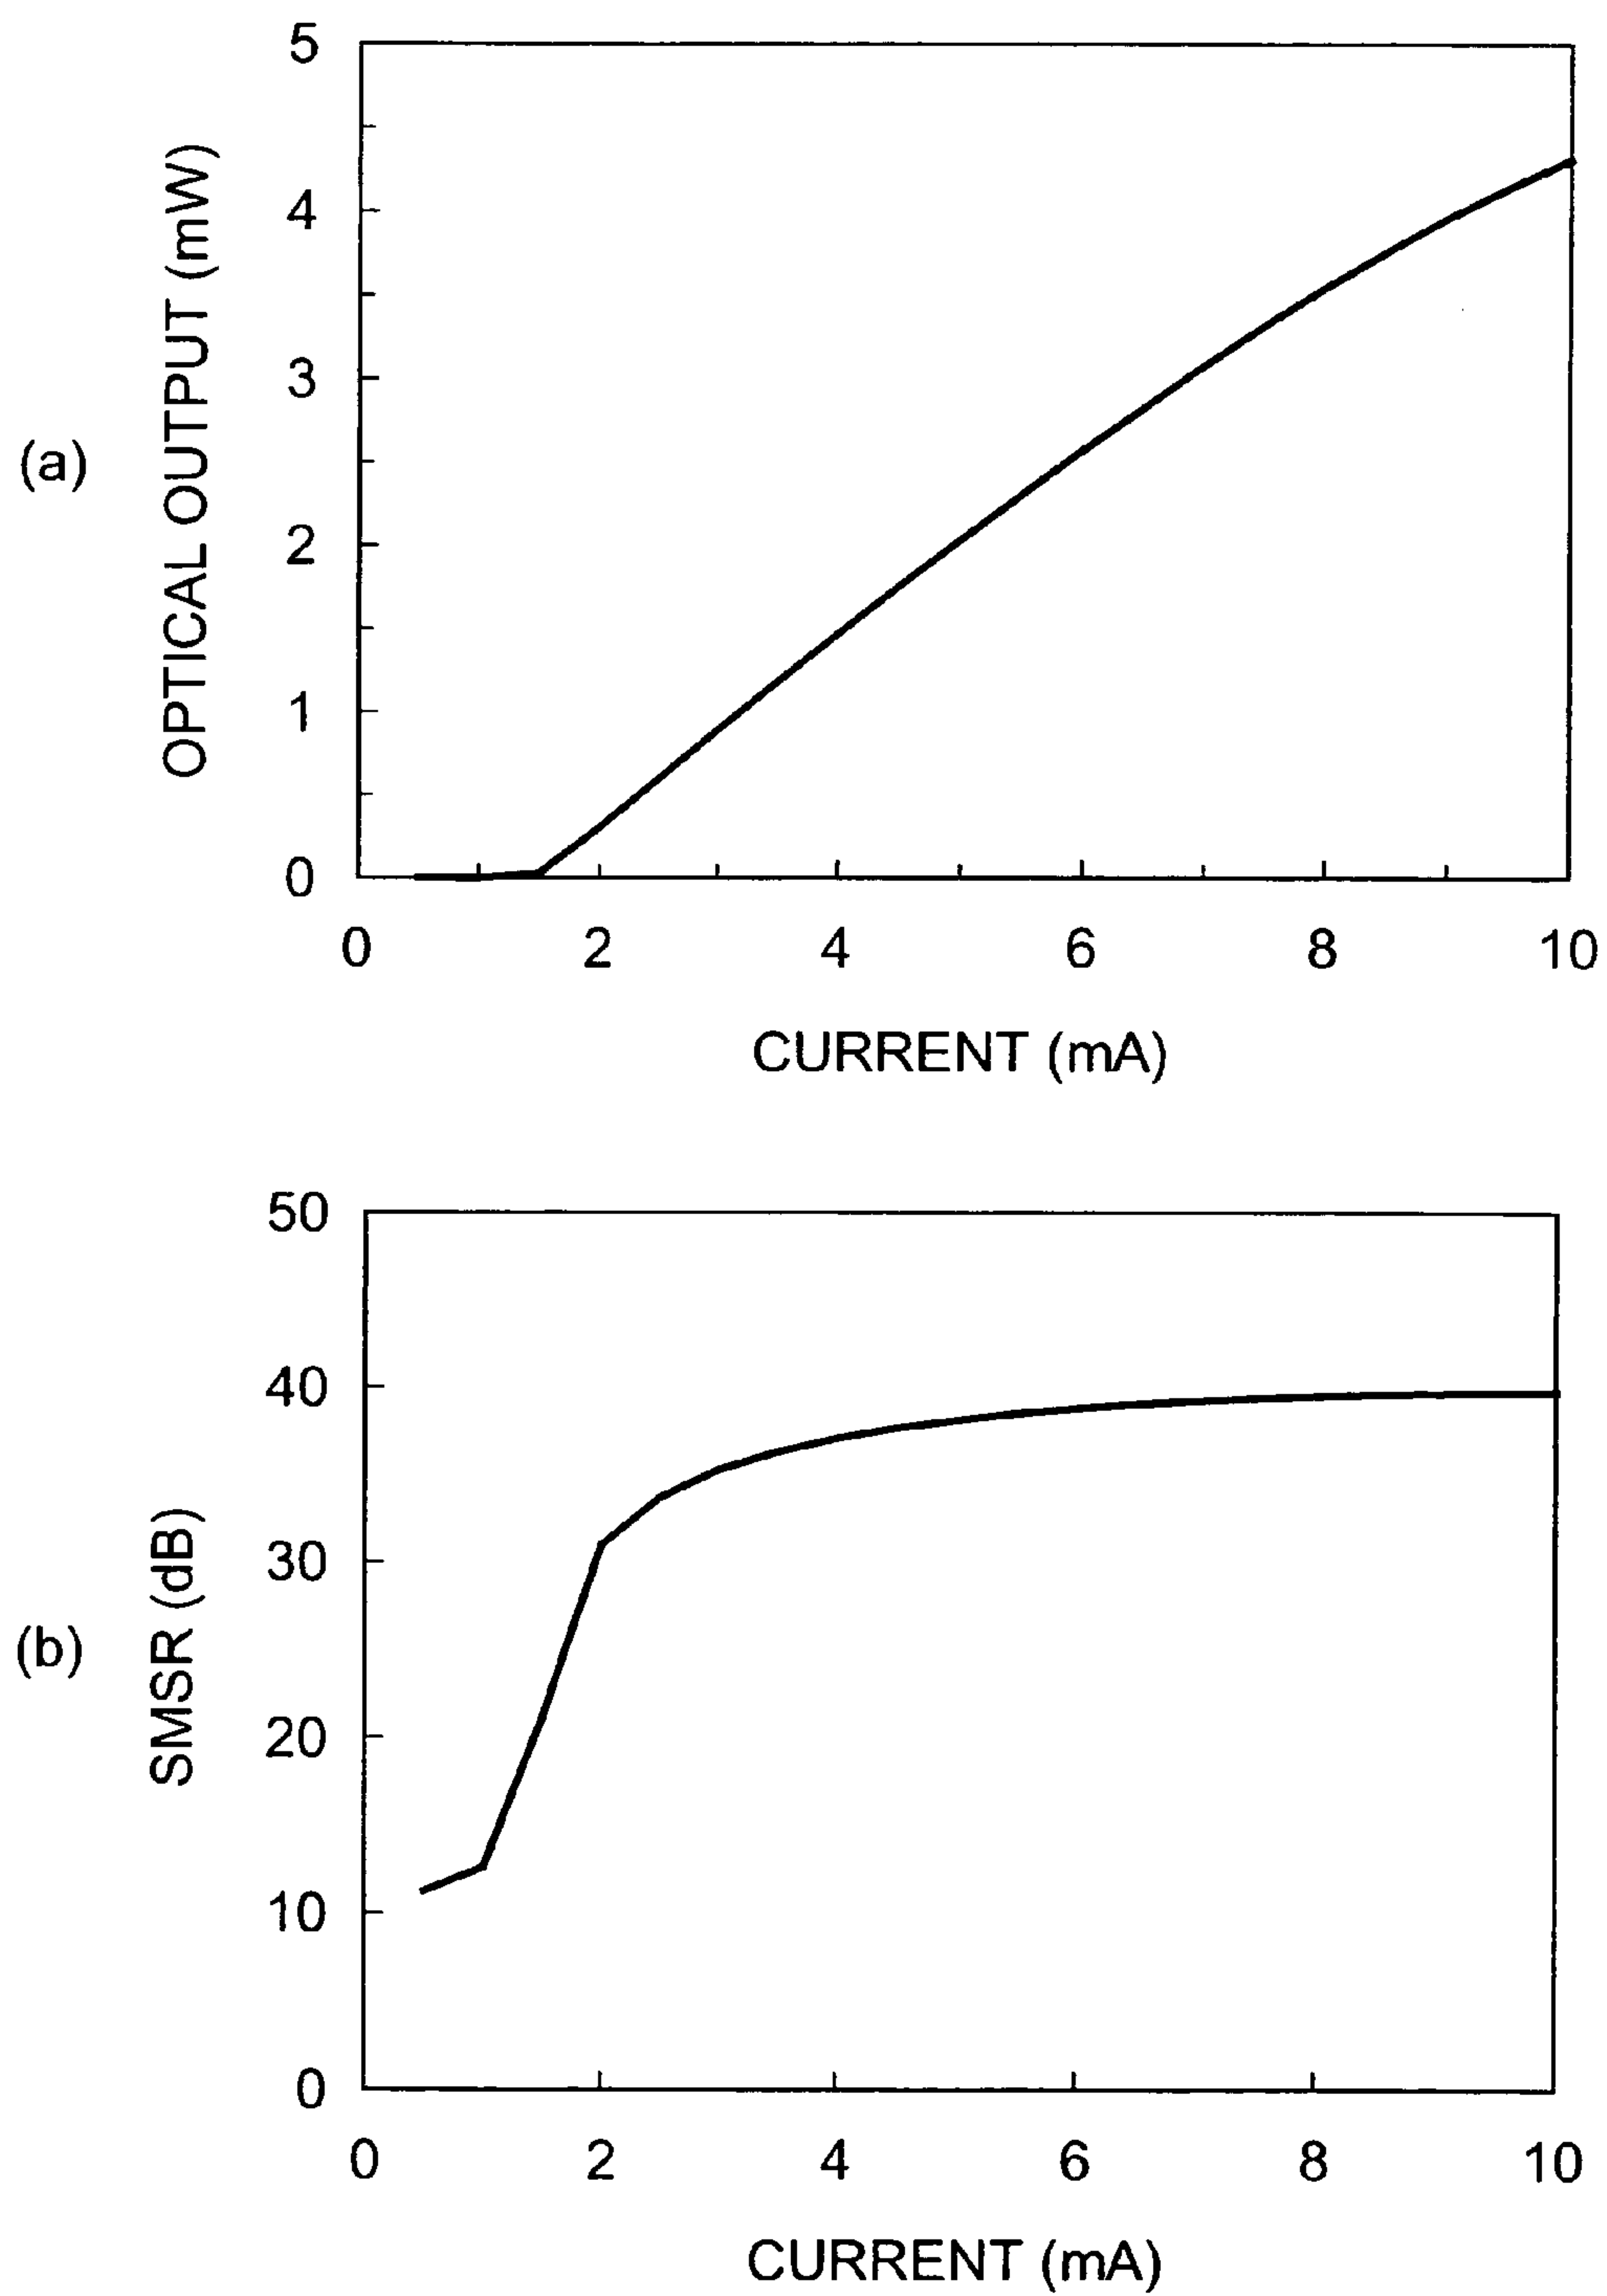 (a)
OPTICAL OUTPUT (mW)
5
4
3
2
1
0
0 2 4 6 8 10
CURRENT (mA)
(b)
SMSR (dB)
50
40
30
20
10
0
0 2 4 6 8 10
CURRENT (mA)